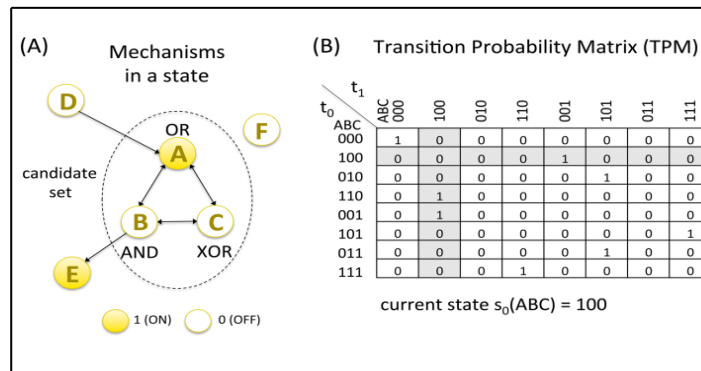 (A) Mechanisms
in a state
D
F
OR
A
candidate
set
B
C
AND
XOR
E
1 (ON)
0 (OFF)
(B) Transition Probability Matrix (TPM)
t₁
t₀
ABC 000 100 010 110 001 101 011 111
ABC
000 1 0 0 0 0 0 0 0
100 0 0 0 0 1 0 0 0
010 0 0 0 0 0 1 0 0
110 0 1 0 0 0 0 0 0
001 0 1 0 0 0 0 0 0
101 0 0 0 0 0 0 0 1
011 0 0 0 0 0 1 0 0
111 0 0 0 1 0 0 0 0
current state s₀(ABC) = 100